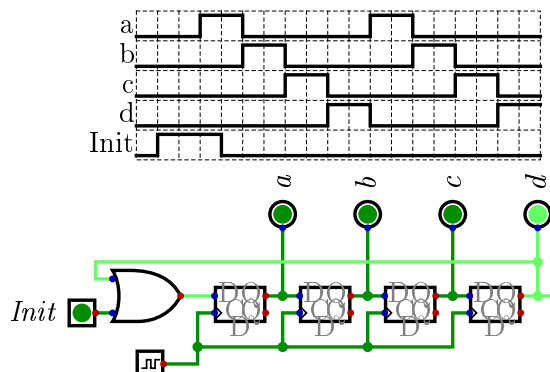 a
b
c
d
Init
a b c d
Init
D Q D Q D Q D Q
C Q C Q C Q C Q
D D D D